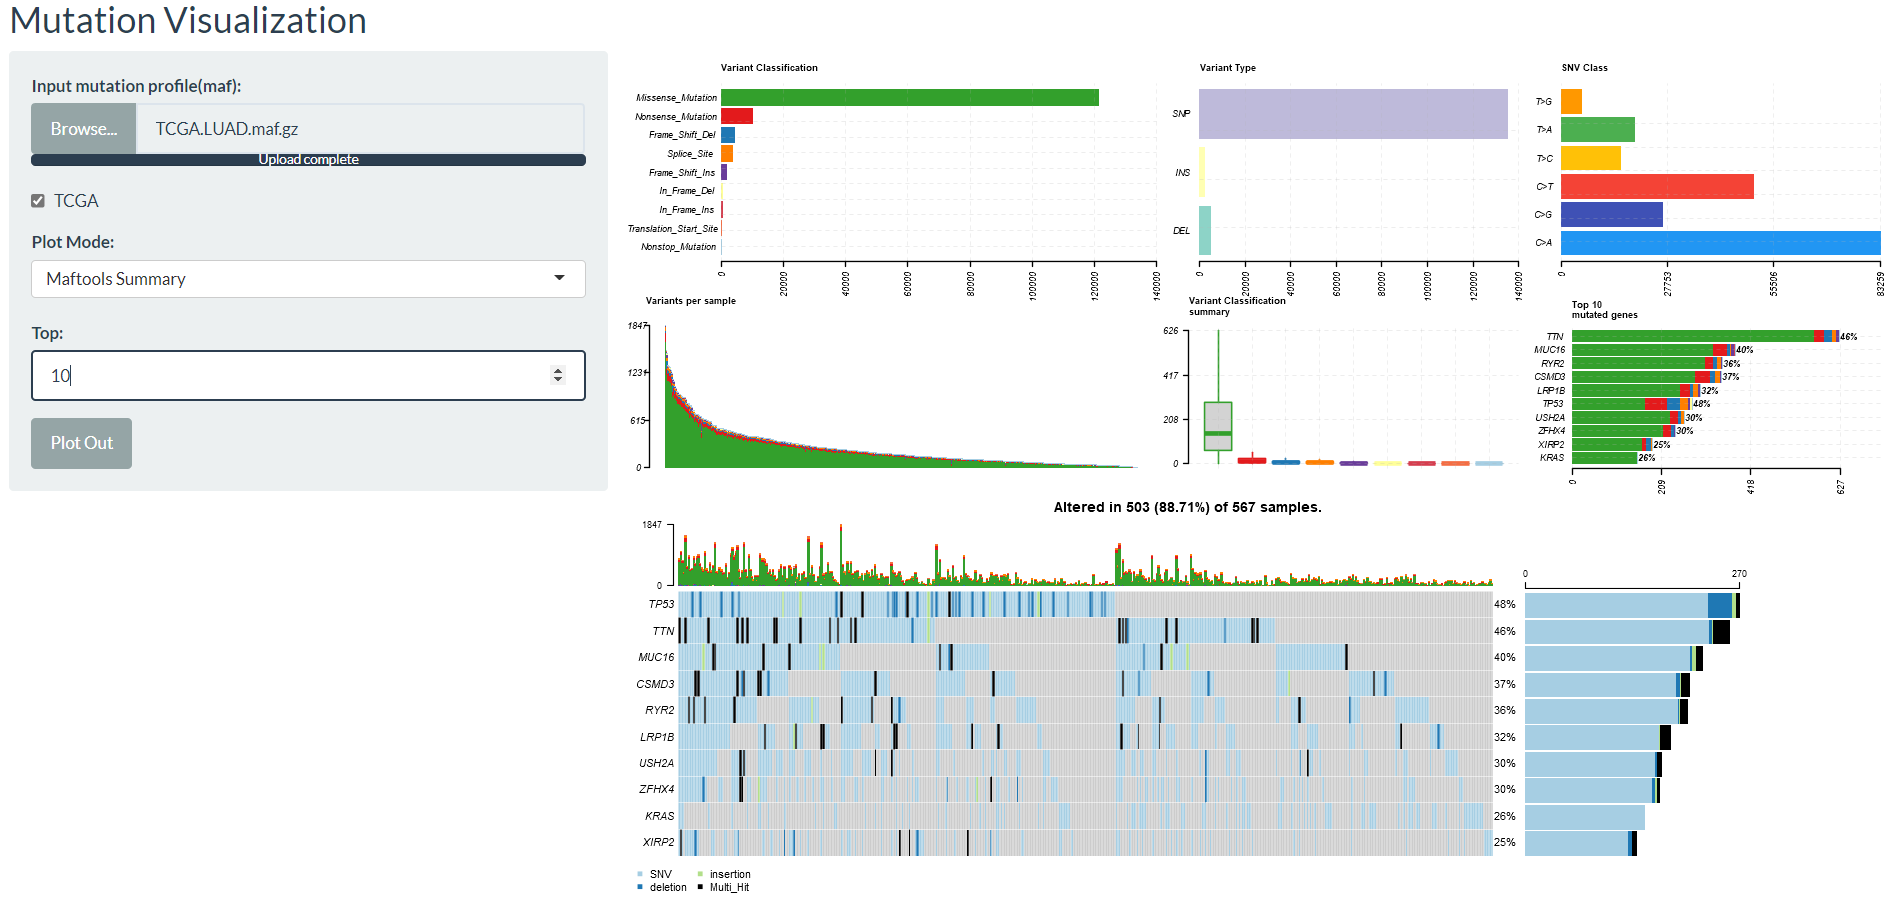 Mutation Visualization
Input mutation profile(maf):
Browse... TCGA.LUAD.maf.gz
Upload complete
TCGA
Plot Mode:
Maftools Summary
Top:
10
Plot Out
Variant Classification
Missense_Mutation
Nonsense_Mutation
Frame_Shift_Del
Splice_Site
Frame_Shift_Ins
In_Frame_Del
In_Frame_Ins
Translation_Start_Site
Nonstop_Mutation
0 20000 40000 60000 80000 100000 120000 140000
Variant Type
SNP
INS
DEL
0 20000 40000 60000 80000 100000 120000 140000
SNV Class
T>G
T>A
T>C
C>T
C>G
C>A
0 27753 55506 83259
Variants per sample
1847
1231
615
0
Variant Classification
summary
626
417
208
0
Top 10
mutated genes
TTN 46%
MUC16 40%
RYR2 36%
CSMD3 37%
LRP1B 32%
TP53 48%
USH2A 30%
ZFHX4 30%
XIRP2 25%
KRAS 26%
0 209 418 627
Altered in 503 (88.71%) of 567 samples.
1847
0
0 270
TP53 48%
TTN 46%
MUC16 40%
CSMD3 37%
RYR2 36%
LRP1B 32%
USH2A 30%
ZFHX4 30%
KRAS 26%
XIRP2 25%
SNV insertion
deletion Multi_Hit